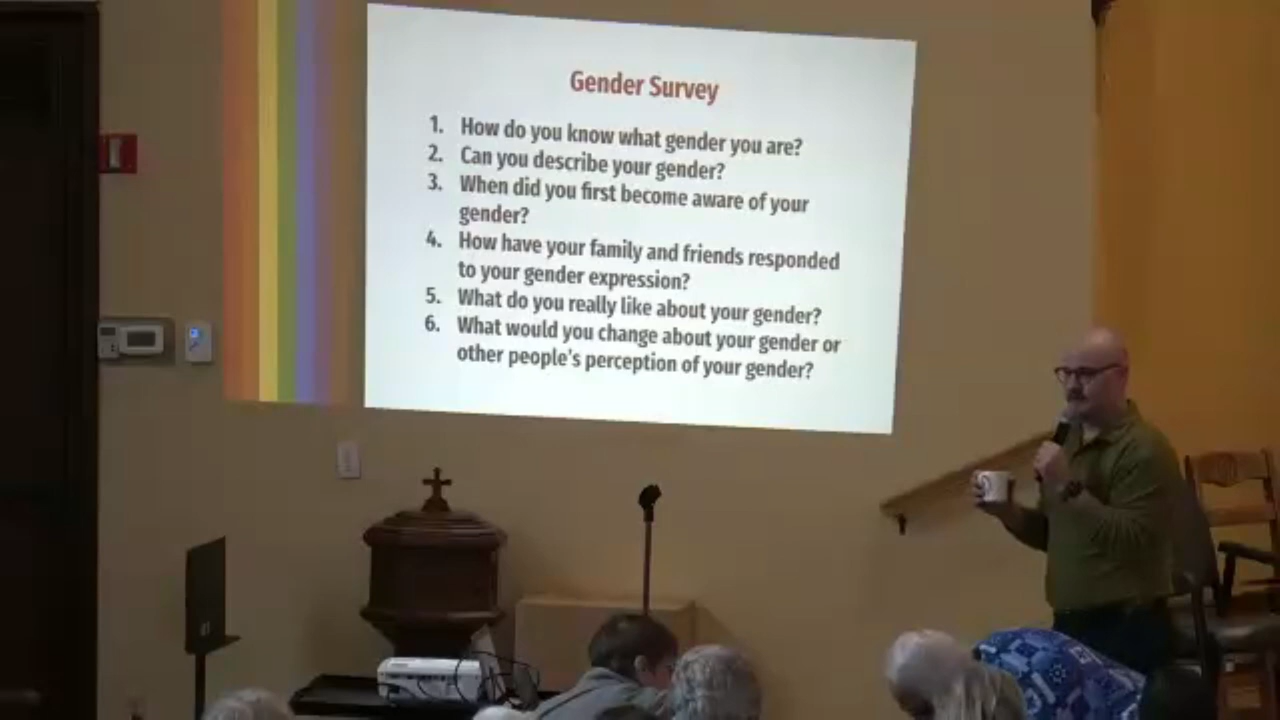 Gender Survey
1. How do you know what gender you are?
2. Can you describe your gender?
3. When did you first become aware of your
gender?
4. How have your family and friends responded
to your gender expression?
5. What do you really like about your gender?
6. What would you change about your gender or
other people's perception of your gender?